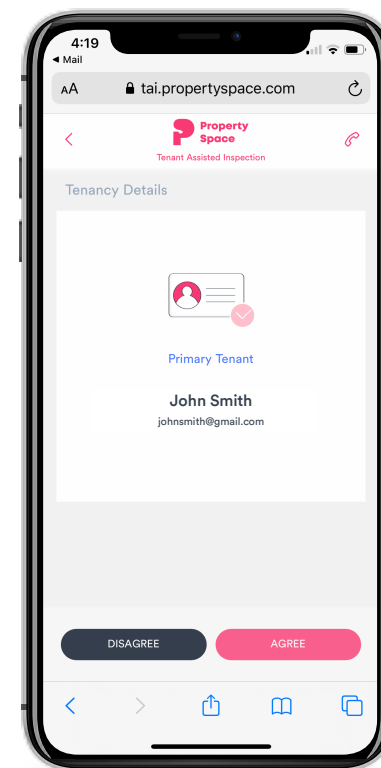 4:19
Mail
AA
tai.propertyspace.com
Property
Space
Tenant Assisted Inspection
Tenancy Details
Primary Tenant
John Smith
johnsmith@gmail.com
DISAGREE
AGREE